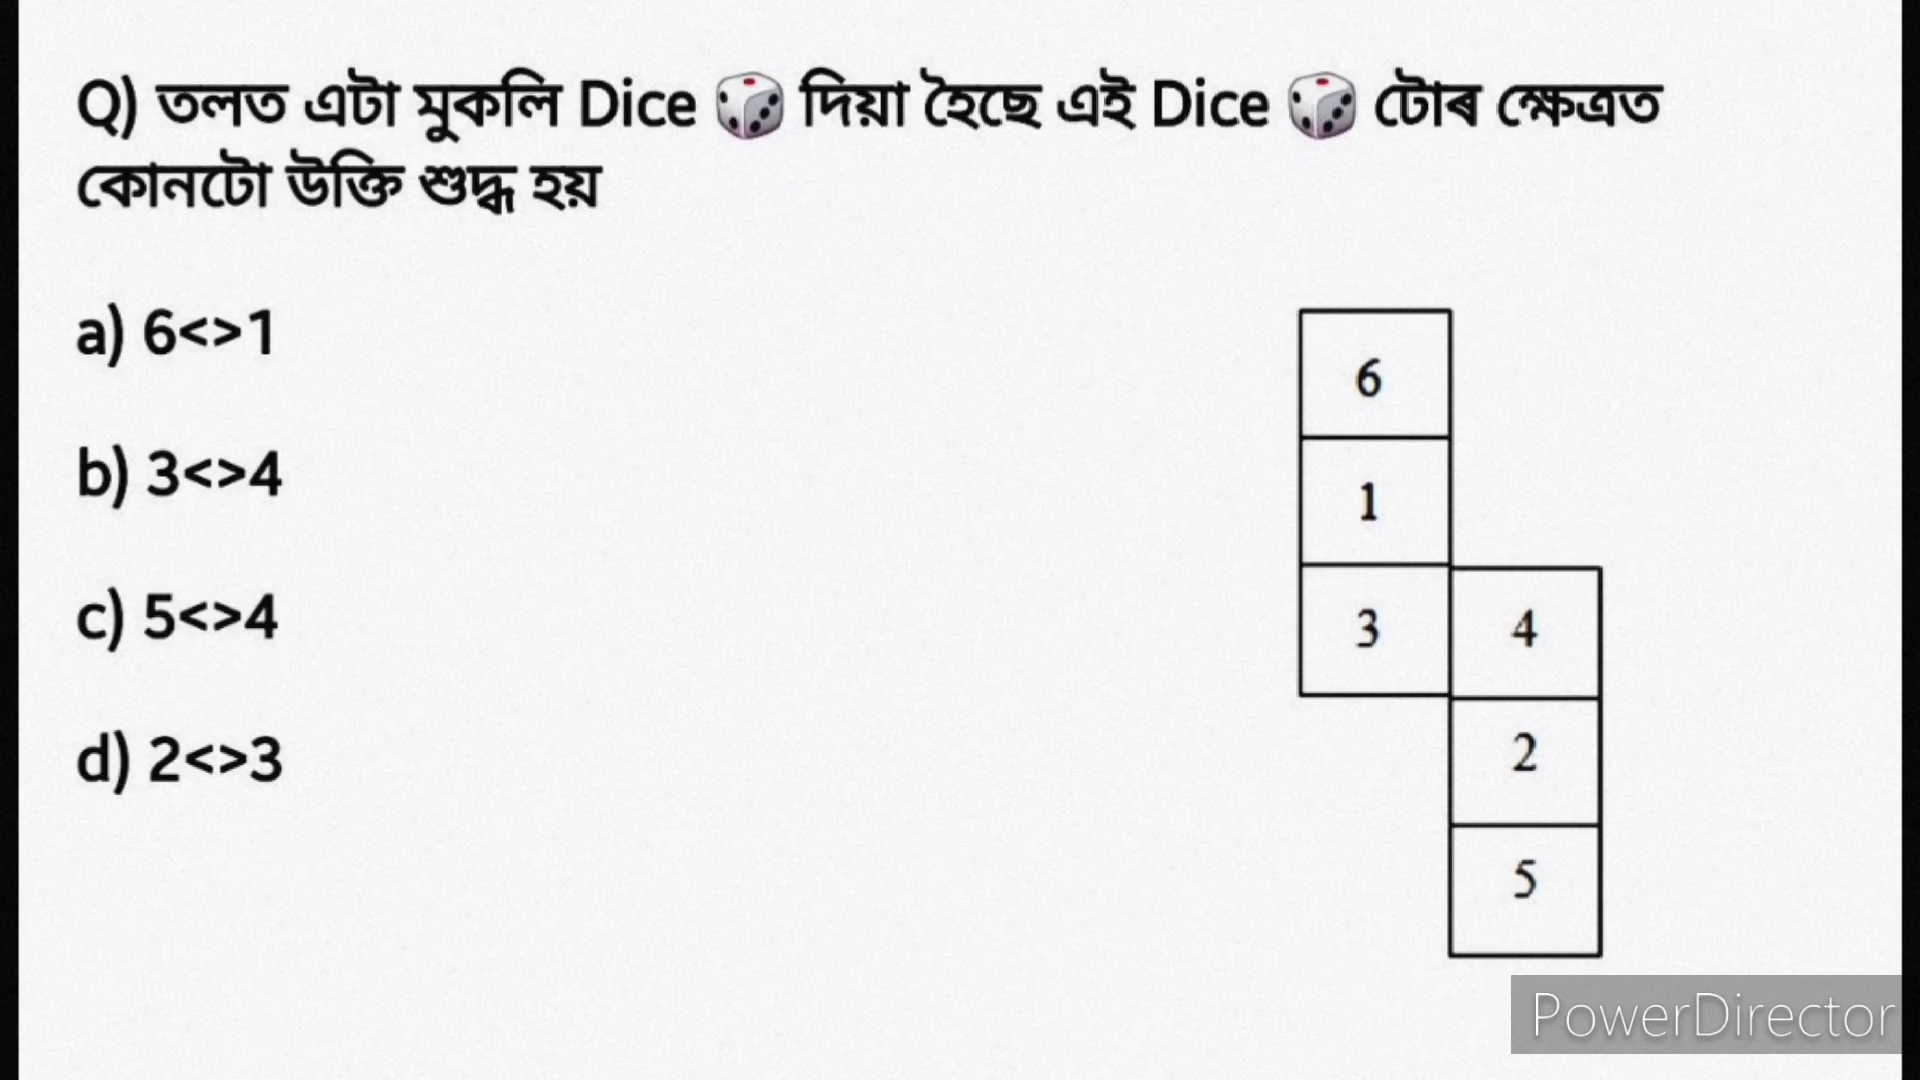 Q) তলত এটা মুকলি Dice 🎲 দিয়া হৈছে এই Dice 🎲 টোৰ ক্ষেত্ৰত
কোনটো উক্তি শুদ্ধ হয়
a) 6<>1
b) 3<>4
c) 5<>4
d) 2<>3
6
1
3 4
2
5
PowerDirector